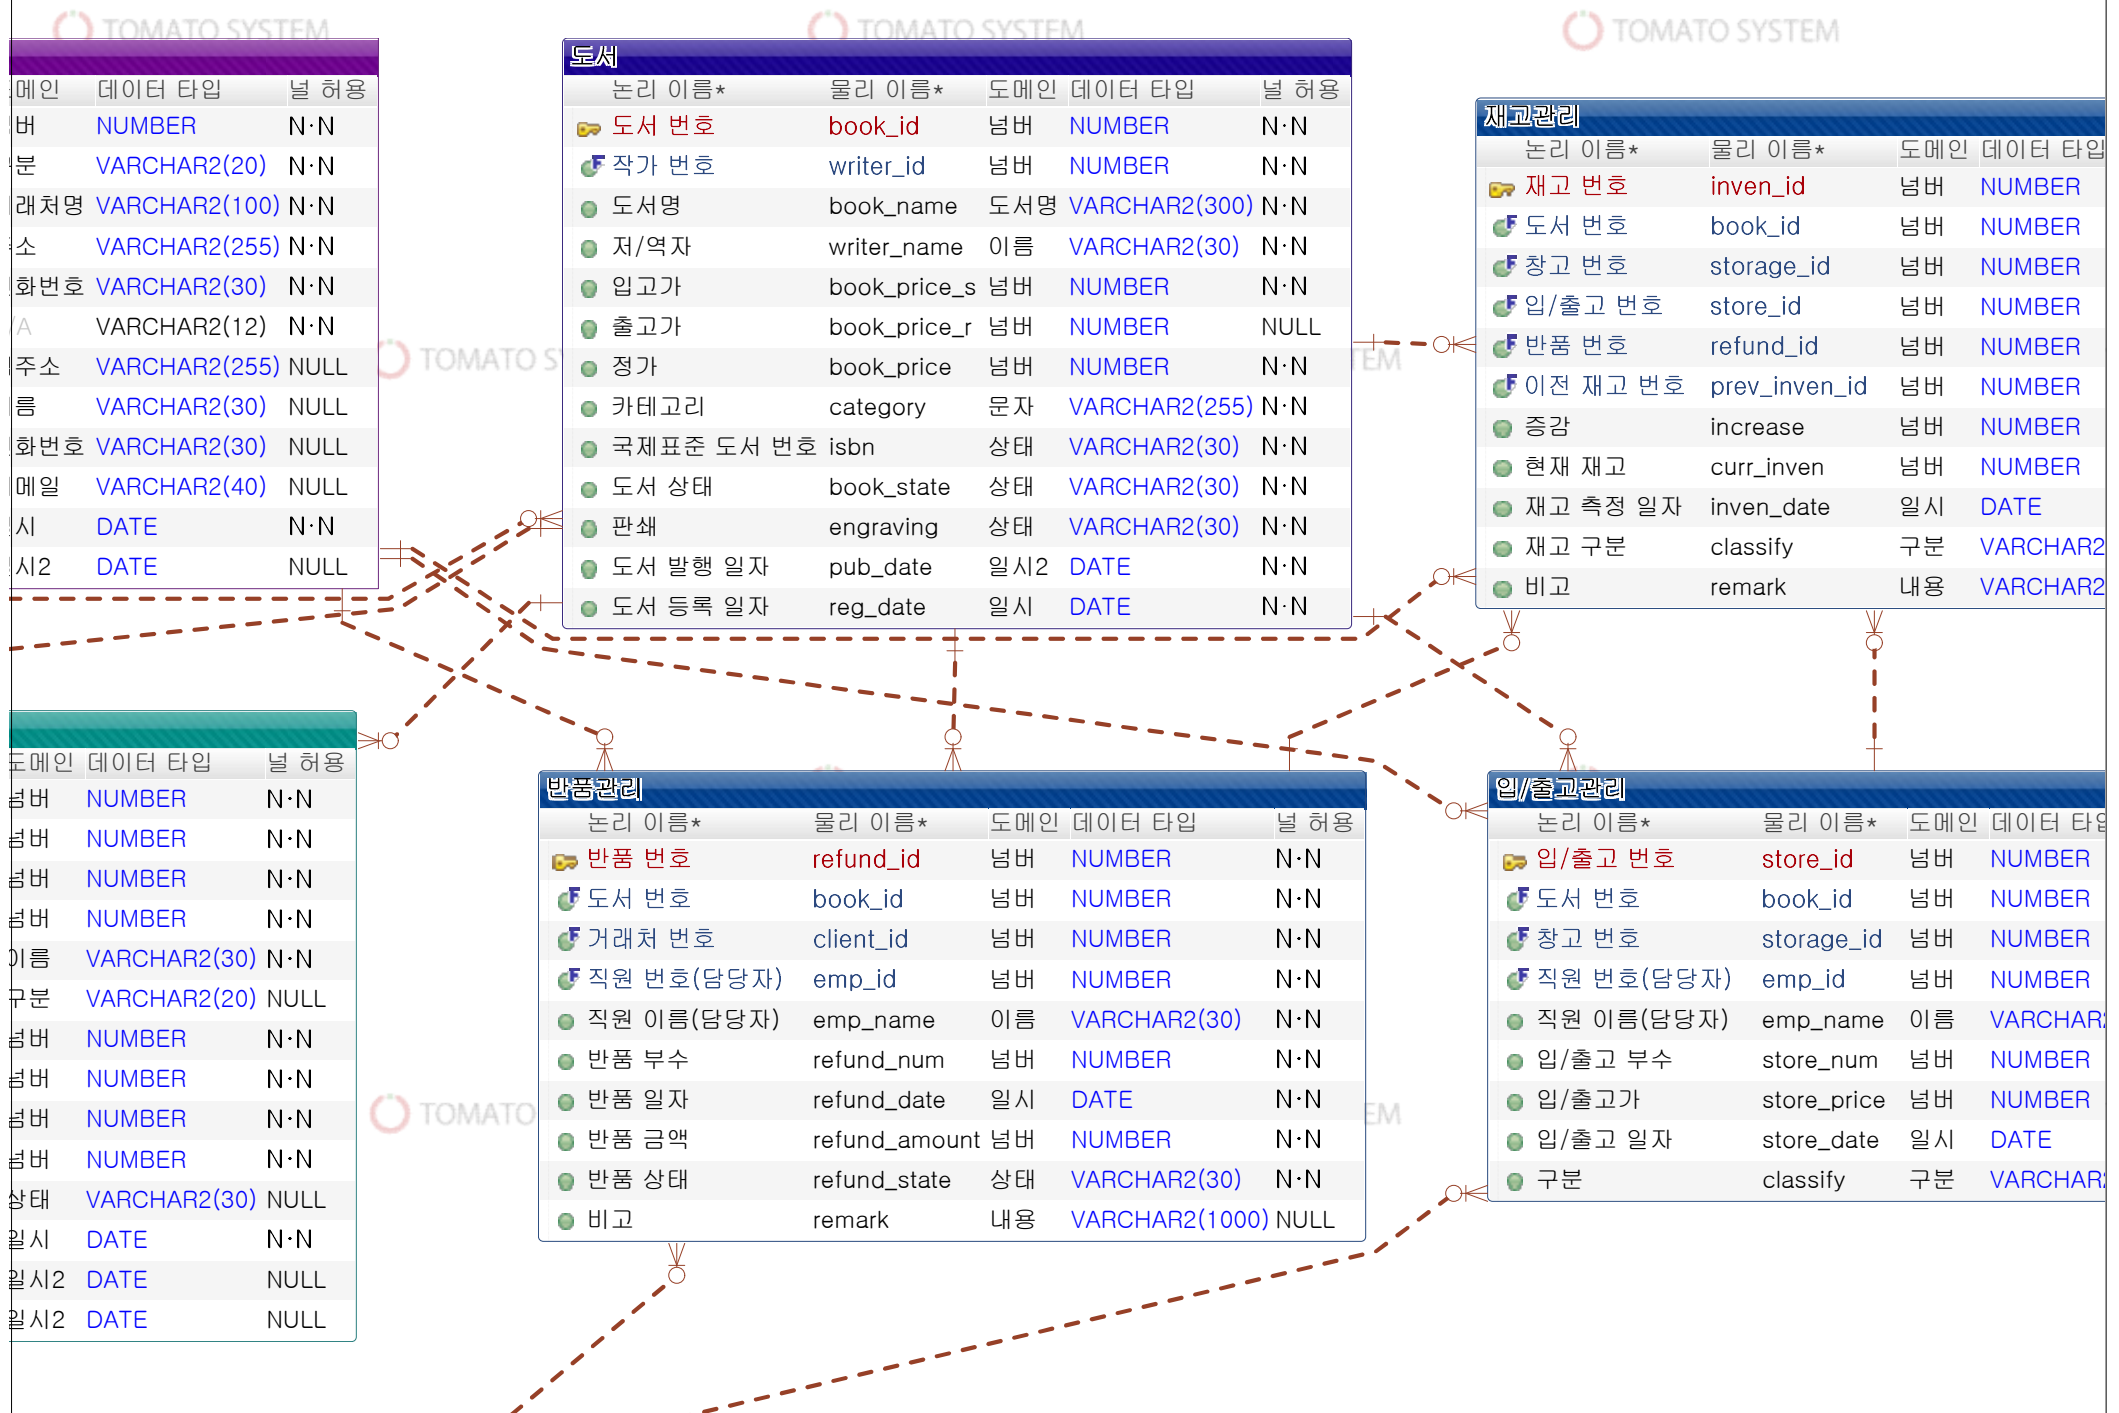 TOMATO SYSTEM TOMATO SYSTEM TOMATO SYSTEM
메인 데이터 타입 널 허용
버 NUMBER N·N
분 VARCHAR2(20) N·N
래처명 VARCHAR2(100) N·N
소 VARCHAR2(255) N·N
화번호 VARCHAR2(30) N·N
/A VARCHAR2(12) N·N
주소 VARCHAR2(255) NULL
름 VARCHAR2(30) NULL
화번호 VARCHAR2(30) NULL
메일 VARCHAR2(40) NULL
시 DATE N·N
시2 DATE NULL
도서
논리 이름* 물리 이름* 도메인 데이터 타입 널 허용
도서 번호 book_id 넘버 NUMBER N·N
작가 번호 writer_id 넘버 NUMBER N·N
도서명 book_name 도서명 VARCHAR2(300) N·N
저/역자 writer_name 이름 VARCHAR2(30) N·N
입고가 book_price_s 넘버 NUMBER N·N
출고가 book_price_r 넘버 NUMBER NULL
정가 book_price 넘버 NUMBER N·N
카테고리 category 문자 VARCHAR2(255) N·N
국제표준 도서 번호 isbn 상태 VARCHAR2(30) N·N
도서 상태 book_state 상태 VARCHAR2(30) N·N
판쇄 engraving 상태 VARCHAR2(30) N·N
도서 발행 일자 pub_date 일시2 DATE N·N
도서 등록 일자 reg_date 일시 DATE N·N
재고관리
논리 이름* 물리 이름* 도메인 데이터 타입
재고 번호 inven_id 넘버 NUMBER
도서 번호 book_id 넘버 NUMBER
창고 번호 storage_id 넘버 NUMBER
입/출고 번호 store_id 넘버 NUMBER
반품 번호 refund_id 넘버 NUMBER
이전 재고 번호 prev_inven_id 넘버 NUMBER
증감 increase 넘버 NUMBER
현재 재고 curr_inven 넘버 NUMBER
재고 측정 일자 inven_date 일시 DATE
재고 구분 classify 구분 VARCHAR2
비고 remark 내용 VARCHAR2
TOMATO S
TEM
도메인 데이터 타입 널 허용
넘버 NUMBER N·N
넘버 NUMBER N·N
넘버 NUMBER N·N
넘버 NUMBER N·N
이름 VARCHAR2(30) N·N
구분 VARCHAR2(20) NULL
넘버 NUMBER N·N
넘버 NUMBER N·N
넘버 NUMBER N·N
넘버 NUMBER N·N
상태 VARCHAR2(30) NULL
일시 DATE N·N
일시2 DATE NULL
일시2 DATE NULL
반품관리
논리 이름* 물리 이름* 도메인 데이터 타입 널 허용
반품 번호 refund_id 넘버 NUMBER N·N
도서 번호 book_id 넘버 NUMBER N·N
거래처 번호 client_id 넘버 NUMBER N·N
직원 번호(담당자) emp_id 넘버 NUMBER N·N
직원 이름(담당자) emp_name 이름 VARCHAR2(30) N·N
반품 부수 refund_num 넘버 NUMBER N·N
반품 일자 refund_date 일시 DATE N·N
반품 금액 refund_amount 넘버 NUMBER N·N
반품 상태 refund_state 상태 VARCHAR2(30) N·N
비고 remark 내용 VARCHAR2(1000) NULL
입/출고관리
논리 이름* 물리 이름* 도메인 데이터 타입
입/출고 번호 store_id 넘버 NUMBER
도서 번호 book_id 넘버 NUMBER
창고 번호 storage_id 넘버 NUMBER
직원 번호(담당자) emp_id 넘버 NUMBER
직원 이름(담당자) emp_name 이름 VARCHAR
입/출고 부수 store_num 넘버 NUMBER
입/출고가 store_price 넘버 NUMBER
입/출고 일자 store_date 일시 DATE
구분 classify 구분 VARCHAR
TOMATO
EM